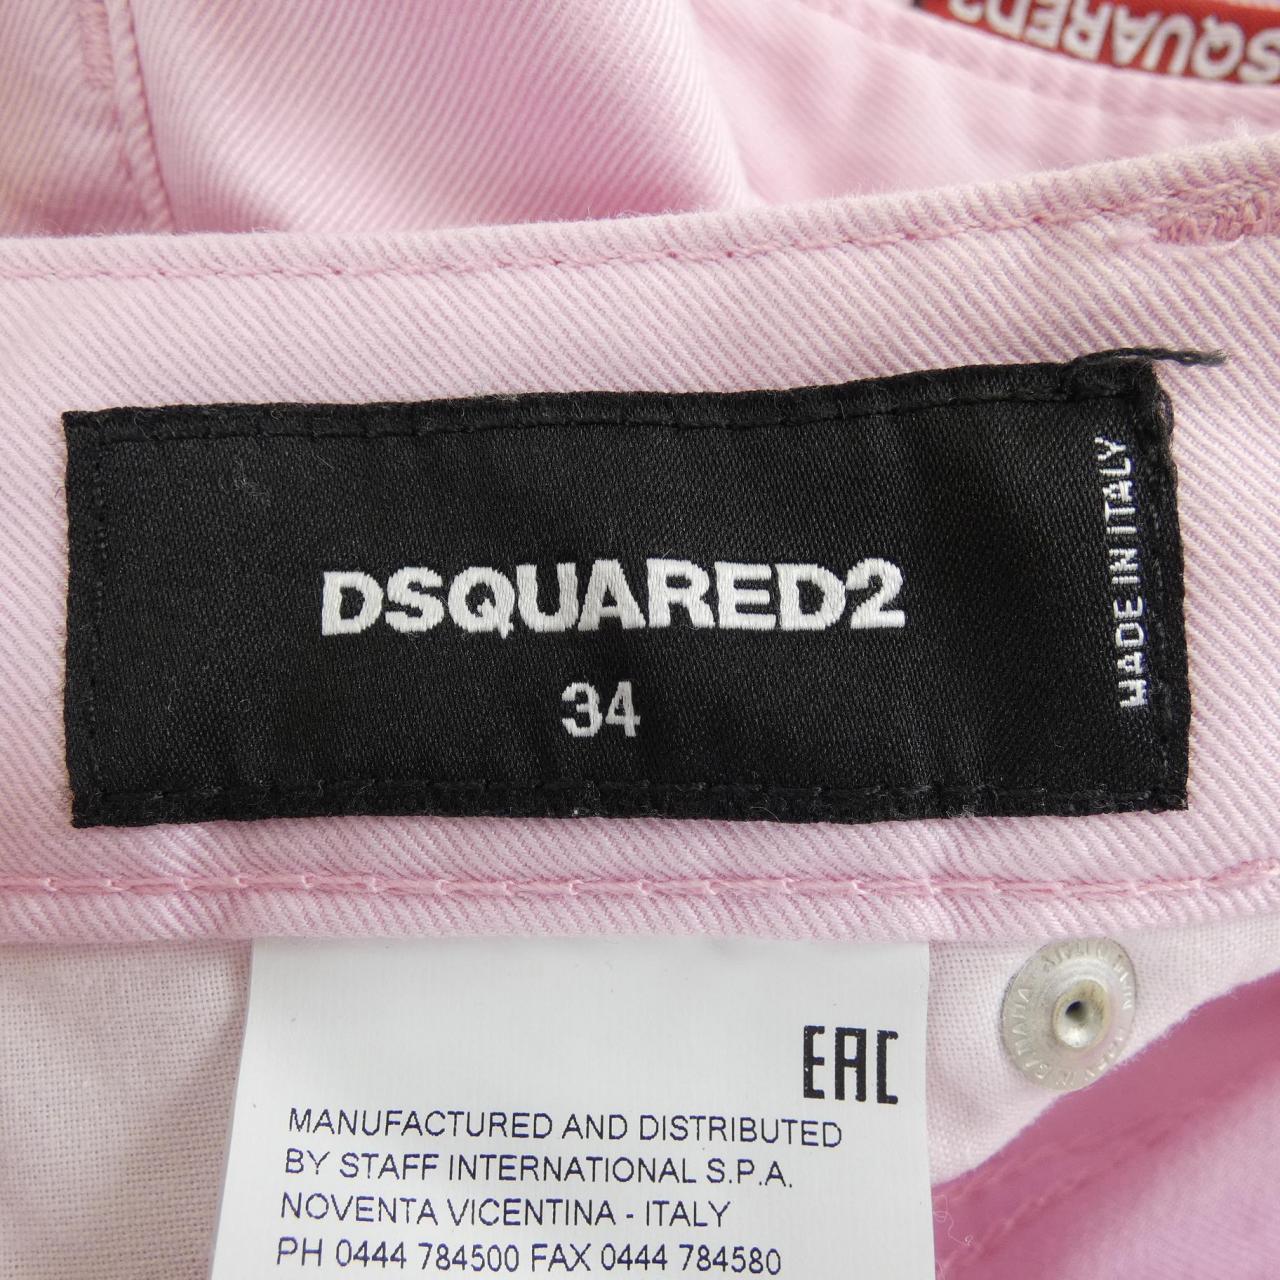 SQUARED2
DSQUARED2
34
MADE IN ITALY
EAC
MANUFACTURED AND DISTRIBUTED
BY STAFF INTERNATIONAL S.P.A.
NOVENTA VICENTINA - ITALY
PH 0444 784500 FAX 0444 784580